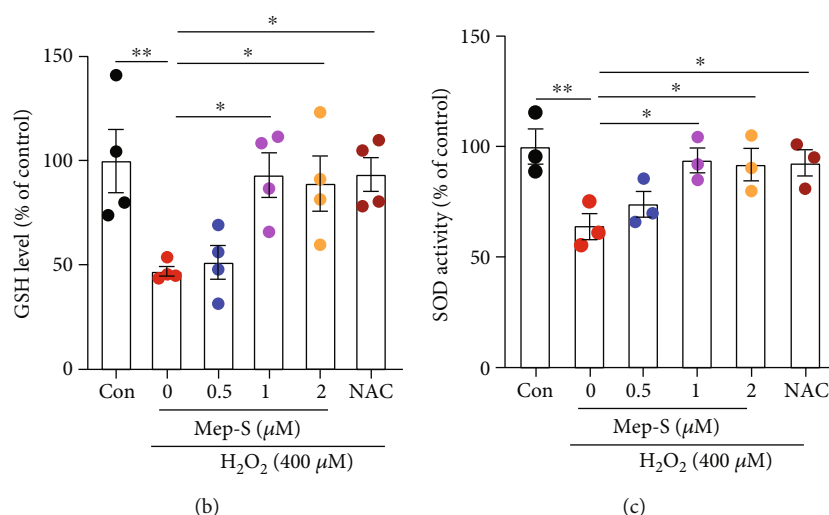 GSH level (% of control)
150
100
50
0
**
*
*
*
Con
0
0.5
1
2
NAC
Mep-S (μM)
H₂O₂ (400 μM)
(b)
SOD activity (% of control)
150
100
50
0
**
*
*
*
Con
0
0.5
1
2
NAC
Mep-S (μM)
H₂O₂ (400 μM)
(c)